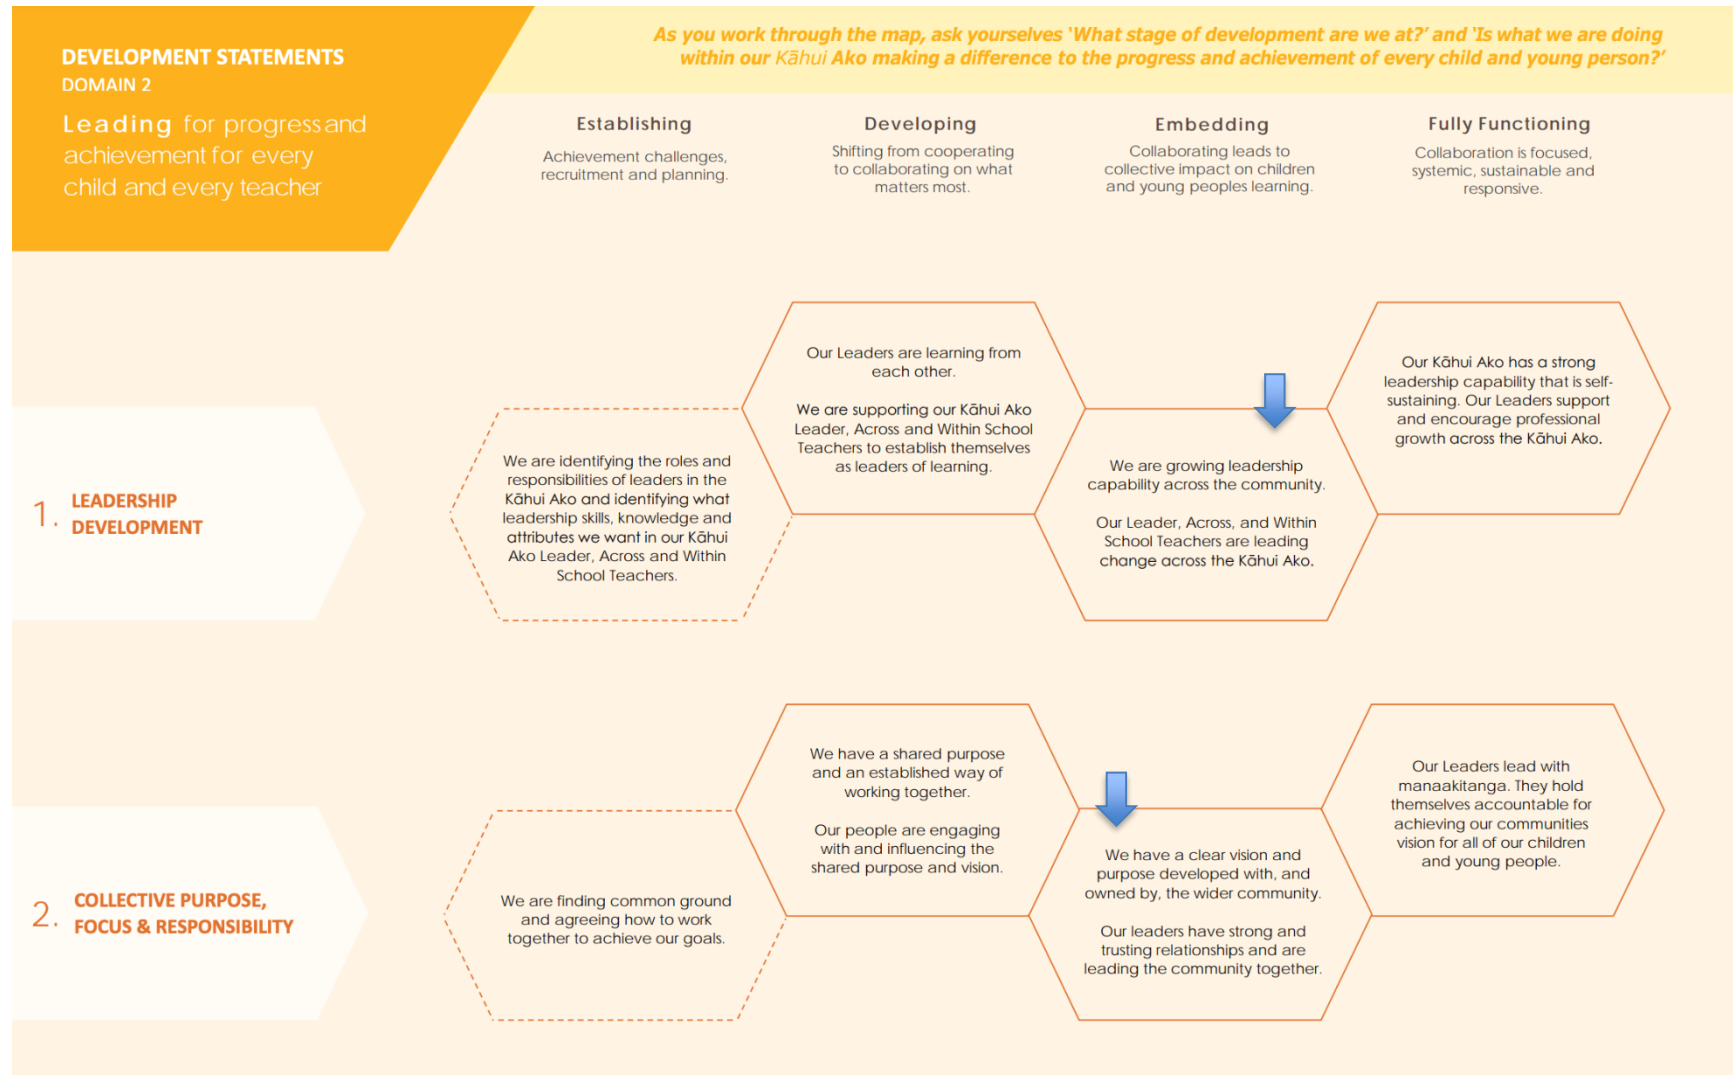 DEVELOPMENT STATEMENTS
DOMAIN 2
Leading for progress and
achievement for every
child and every teacher
As you work through the map, ask yourselves 'What stage of development are we at?' and 'Is what we are doing
within our Kāhui Ako making a difference to the progress and achievement of every child and young person?'
Establishing
Achievement challenges,
recruitment and planning.
Developing
Shifting from cooperating
to collaborating on what
matters most.
Embedding
Collaborating leads to
collective impact on children
and young peoples learning.
Fully Functioning
Collaboration is focused,
systemic, sustainable and
responsive.
1. LEADERSHIP
DEVELOPMENT
We are identifying the roles and
responsibilities of leaders in the
Kāhui Ako and identifying what
leadership skills, knowledge and
attributes we want in our Kāhui
Ako Leader, Across and Within
School Teachers.
Our Leaders are learning from
each other.
We are supporting our Kāhui Ako
Leader, Across and Within School
Teachers to establish themselves
as leaders of learning.
We are growing leadership
capability across the community.
Our Leader, Across, and Within
School Teachers are leading
change across the Kāhui Ako.
Our Kāhui Ako has a strong
leadership capability that is self-
sustaining. Our Leaders support
and encourage professional
growth across the Kāhui Ako.
2. COLLECTIVE PURPOSE,
FOCUS & RESPONSIBILITY
We are finding common ground
and agreeing how to work
together to achieve our goals.
We have a shared purpose
and an established way of
working together.
Our people are engaging
with and influencing the
shared purpose and vision.
We have a clear vision and
purpose developed with, and
owned by, the wider community.
Our leaders have strong and
trusting relationships and are
leading the community together.
Our Leaders lead with
manaakitanga. They hold
themselves accountable for
achieving our communities
vision for all of our children
and young people.